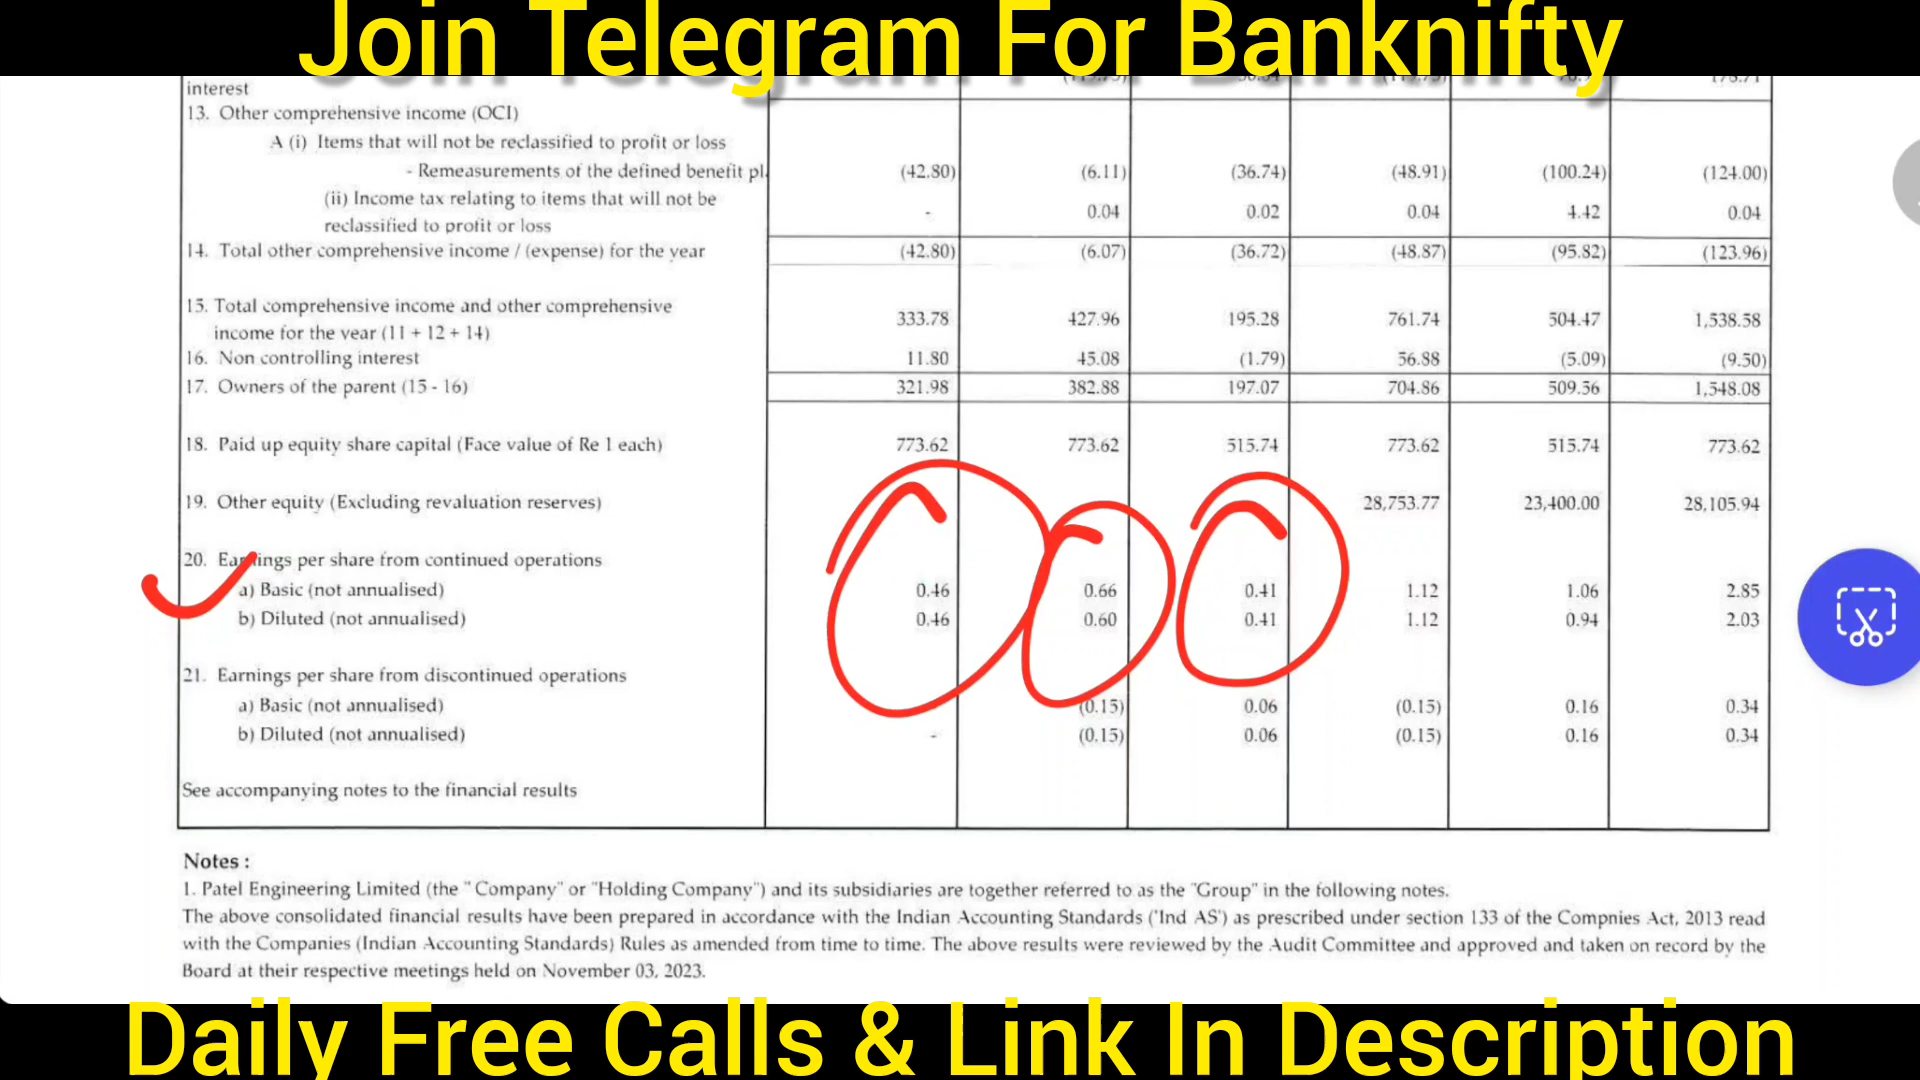 Join Telegram For Banknifty
interest
13. Other comprehensive income (OCI)
A (i) Items that will not be reclassified to profit or loss
- Remeasurements of the defined benefit pl (42.80) (6.11) (36.74) (48.91) (100.24) (124.00)
(ii) Income tax relating to items that will not be
reclassified to profit or loss - 0.04 0.02 0.04 4.42 0.04
14. Total other comprehensive income / (expense) for the year (42.80) (6.07) (36.72) (48.87) (95.82) (123.96)
15. Total comprehensive income and other comprehensive
income for the year (11 + 12 + 14) 333.78 427.96 195.28 761.74 504.47 1,538.58
16. Non controlling interest 11.80 45.08 (1.79) 56.88 (5.09) (9.50)
17. Owners of the parent (15 - 16) 321.98 382.88 197.07 704.86 509.56 1,548.08
18. Paid up equity share capital (Face value of Re 1 each) 773.62 773.62 515.74 773.62 515.74 773.62
19. Other equity (Excluding revaluation reserves) 28,753.77 23,400.00 28,105.94
20. Earnings per share from continued operations
a) Basic (not annualised) 0.46 0.66 0.41 1.12 1.06 2.85
b) Diluted (not annualised) 0.46 0.60 0.41 1.12 0.94 2.03
21. Earnings per share from discontinued operations
a) Basic (not annualised) (0.15) 0.06 (0.15) 0.16 0.34
b) Diluted (not annualised) - (0.15) 0.06 (0.15) 0.16 0.34
See accompanying notes to the financial results
Notes :
1. Patel Engineering Limited (the "Company" or "Holding Company") and its subsidiaries are together referred to as the "Group" in the following notes.
The above consolidated financial results have been prepared in accordance with the Indian Accounting Standards ('Ind AS') as prescribed under section 133 of the Compnies Act, 2013 read
with the Companies (Indian Accounting Standards) Rules as amended from time to time. The above results were reviewed by the Audit Committee and approved and taken on record by the
Board at their respective meetings held on November 03, 2023.
Daily Free Calls & Link In Description